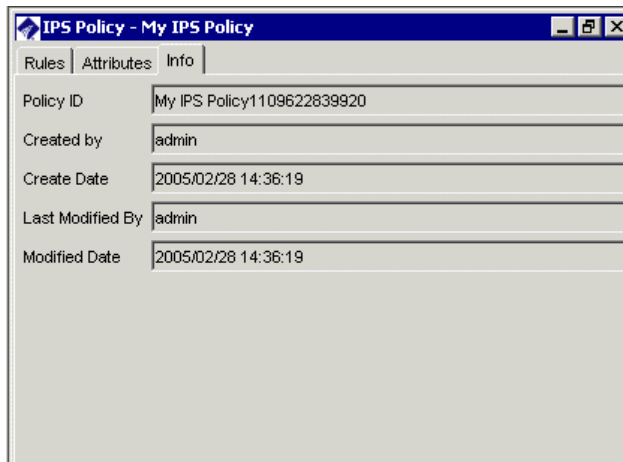 IPS Policy - My IPS Policy
Rules Attributes Info
Policy ID My IPS Policy1109622839920
Created by admin
Create Date 2005/02/28 14:36:19
Last Modified By admin
Modified Date 2005/02/28 14:36:19